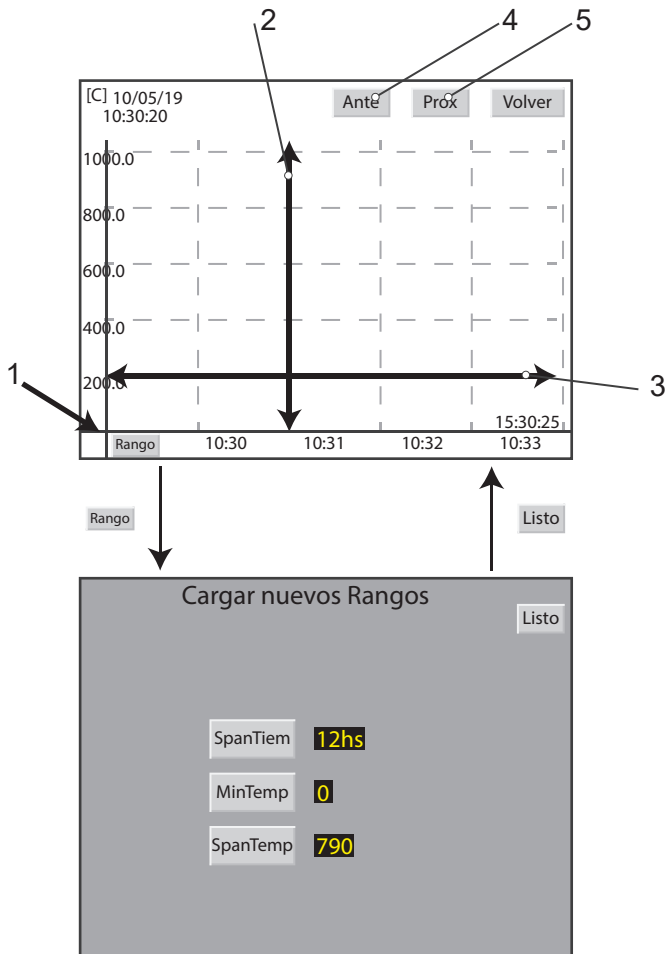 2
4
5
[C] 10/05/19
10:30:20
Ante
Prox
Volver
1000.0
800.0
600.0
400.0
200.0
1
3
15:30:25
Rango
10:30
10:31
10:32
10:33
Rango
Listo
Cargar nuevos Rangos
Listo
SpanTiem
12hs
MinTemp
0
SpanTemp
790